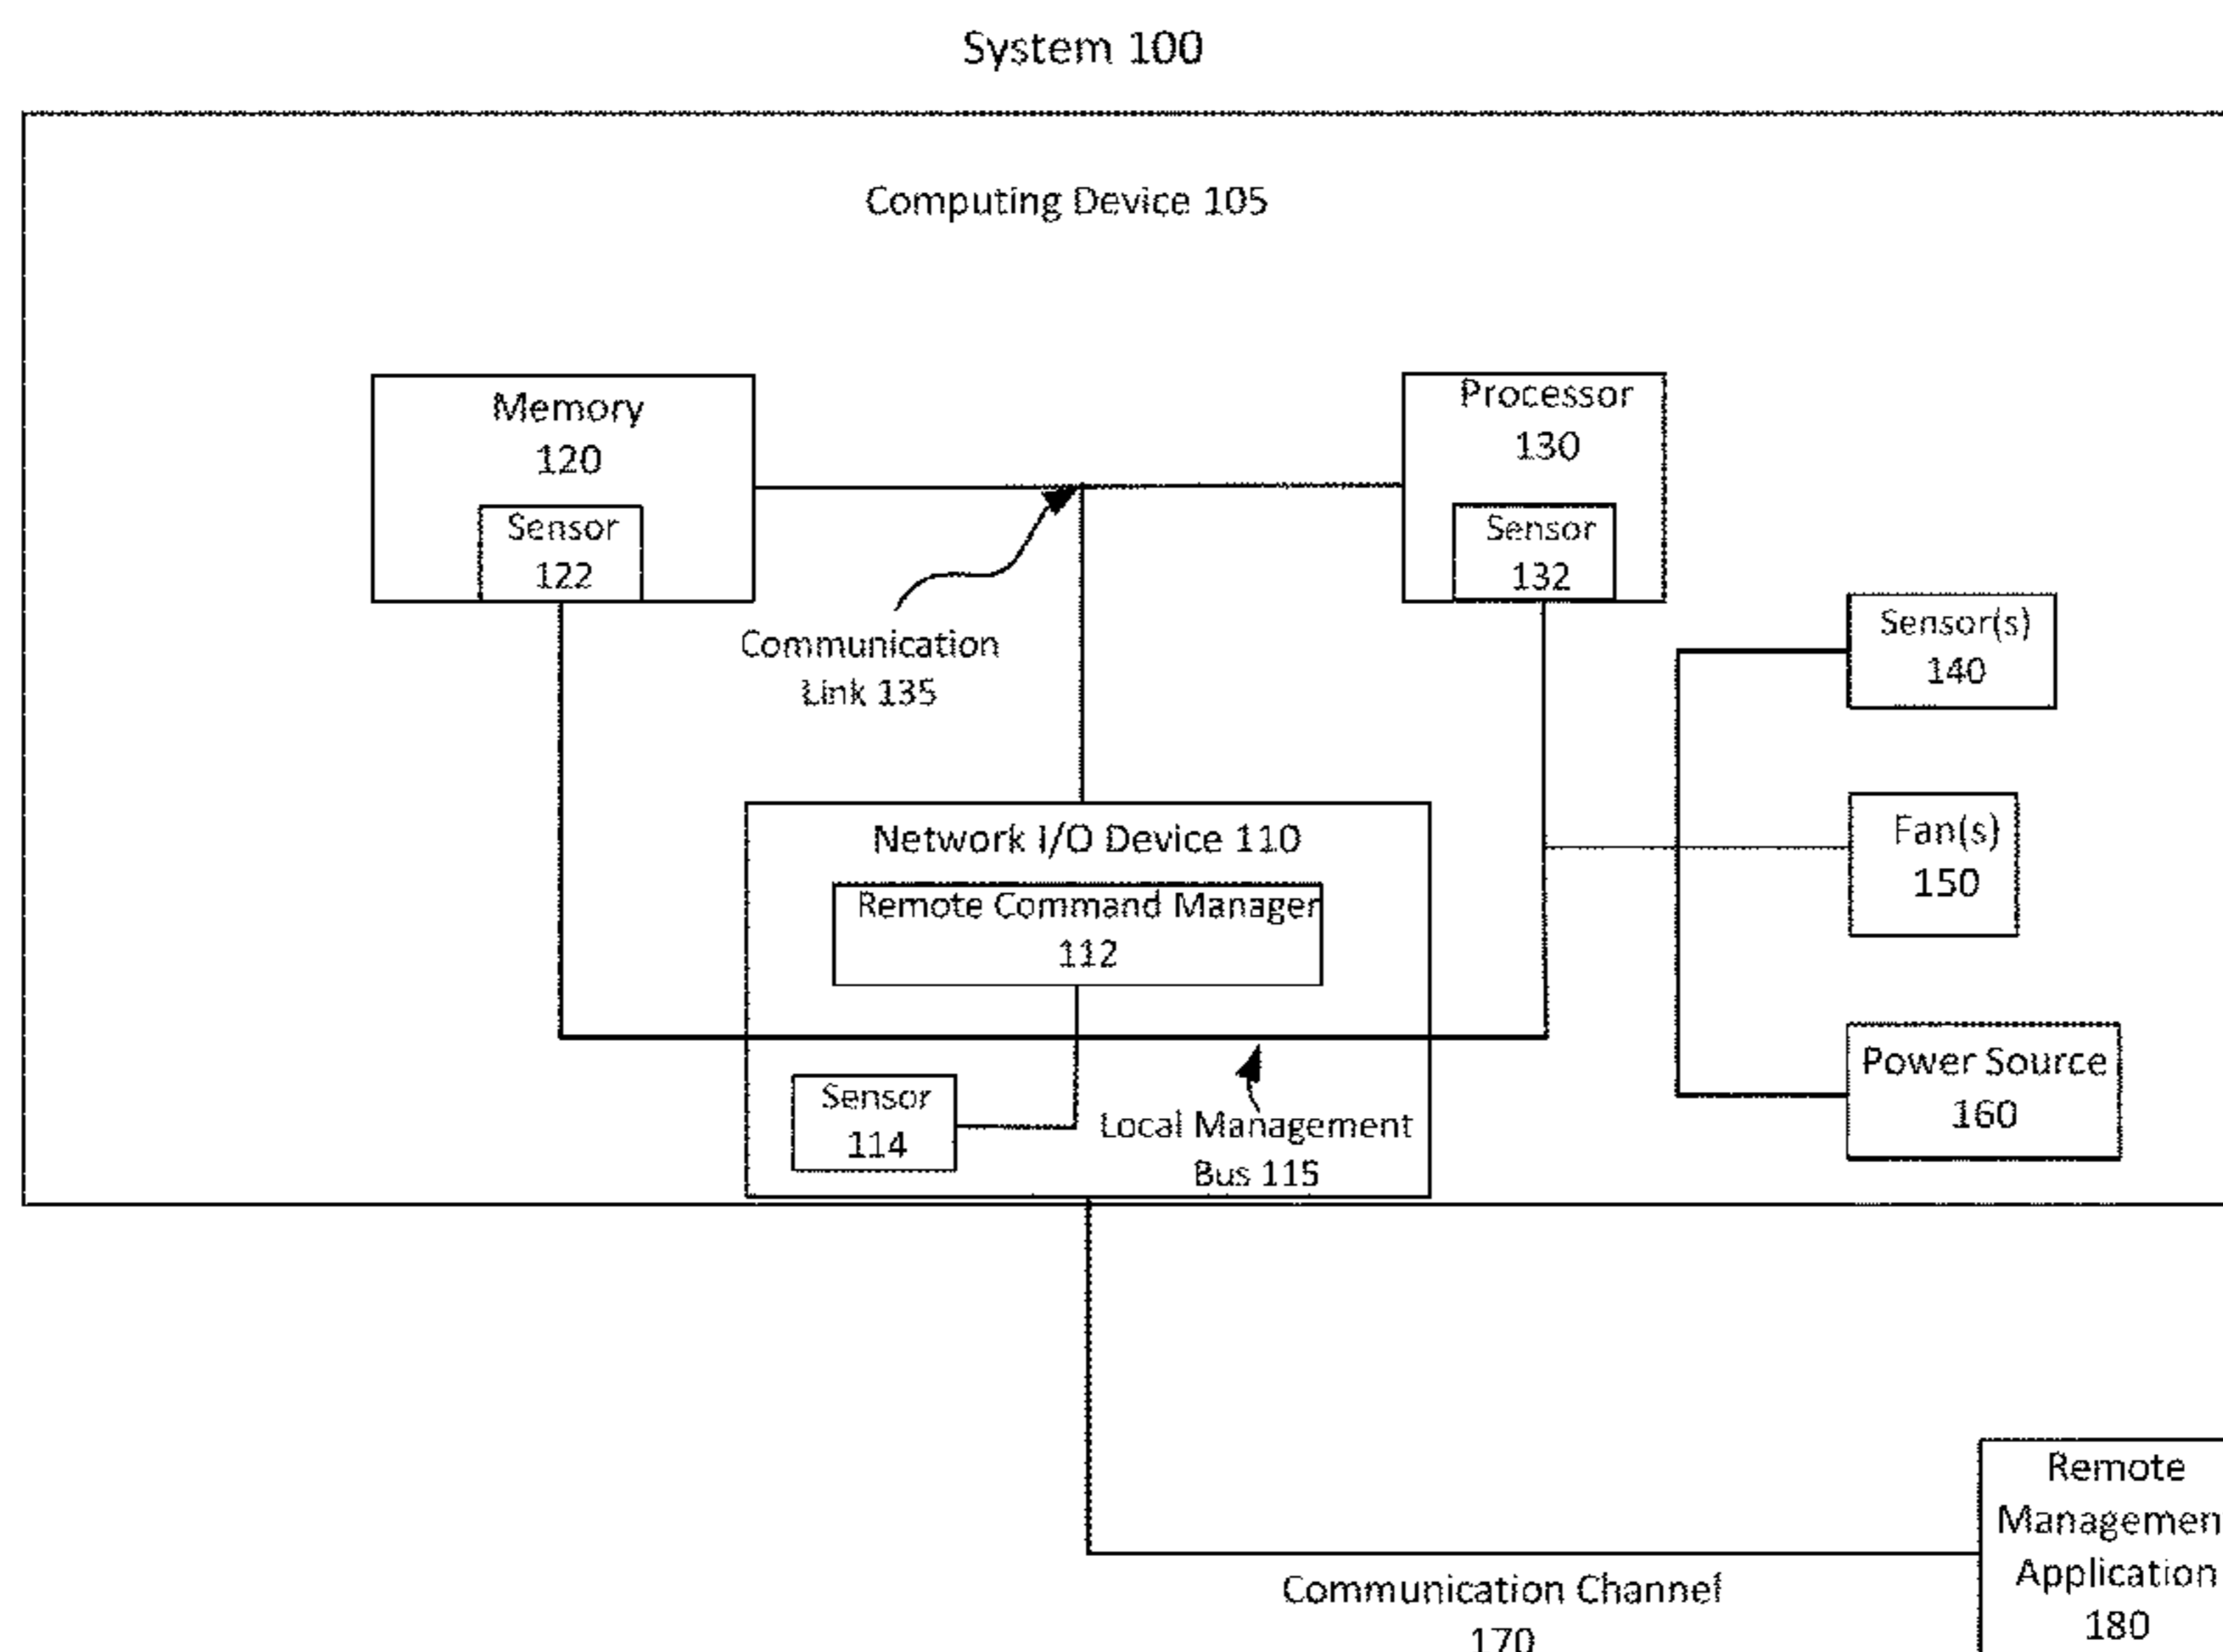 System 100
Computing Device 105
Memory
120
Sensor
122
Processor
130
Sensor
132
Communication
Link 135
Sensor(s)
140
Network I/O Device 110
Remote Command Manager
112
Fan(s)
150
Sensor
114
Local Management
Bus 115
Power Source
160
Remote
Managemen
Application
180
Communication Channel
170